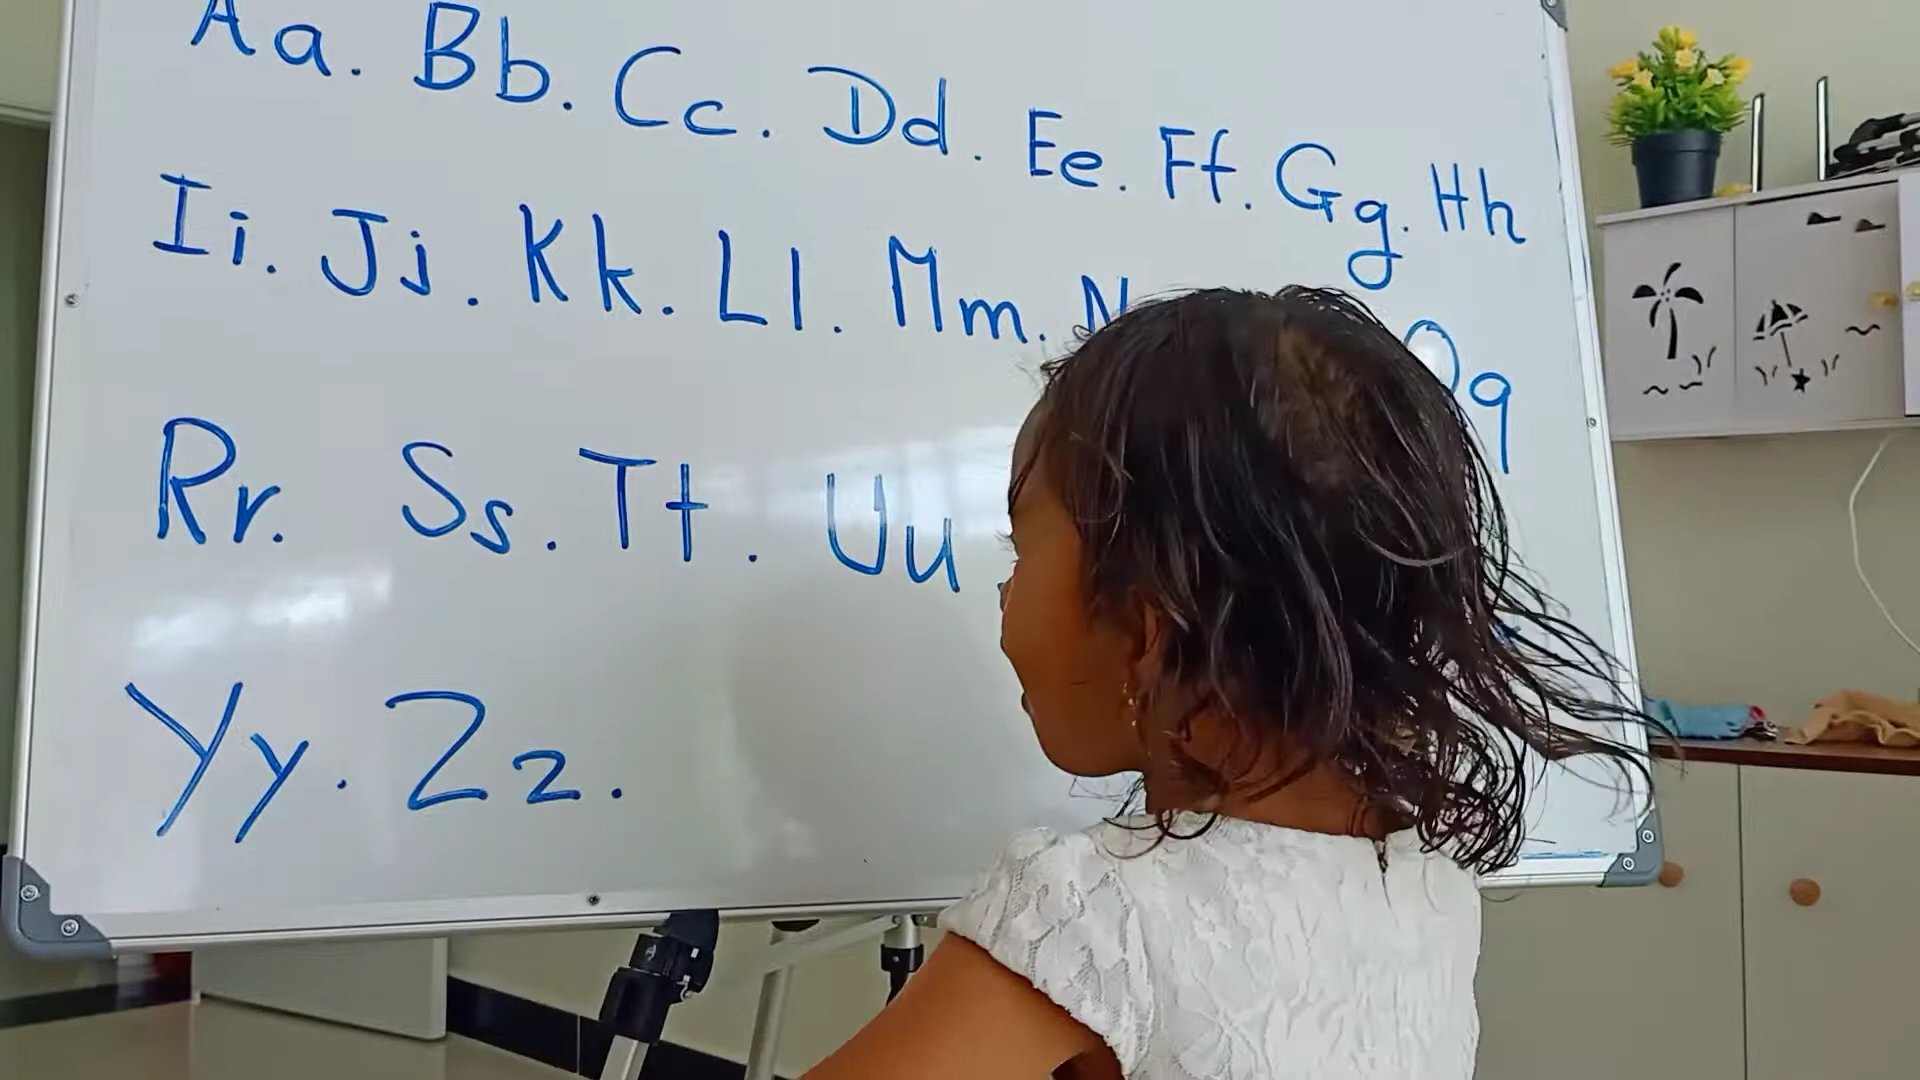 Aa. Bb. Cc. Dd. Ee. Ff. Gg. Hh
Ii. Jj. Kk. Ll. Mm. N Qq
Rr. Ss. Tt. Uu
Yy. Zz.